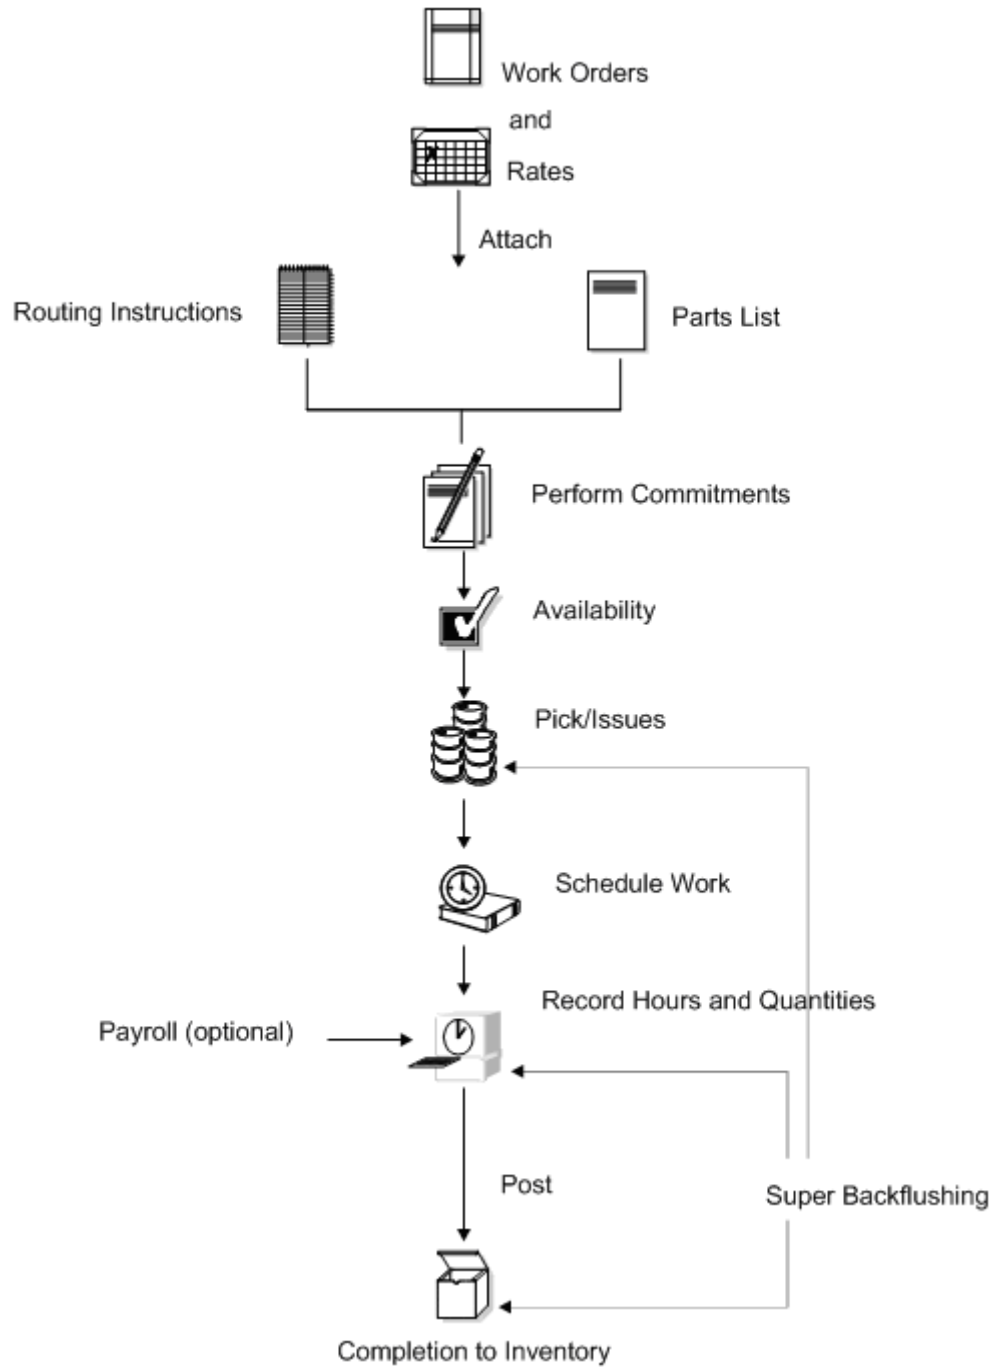 Work Orders
and
Rates
Attach
Routing Instructions
Parts List
Perform Commitments
Availability
Pick/Issues
Schedule Work
Record Hours and Quantities
Payroll (optional)
Post
Super Backflushing
Completion to Inventory